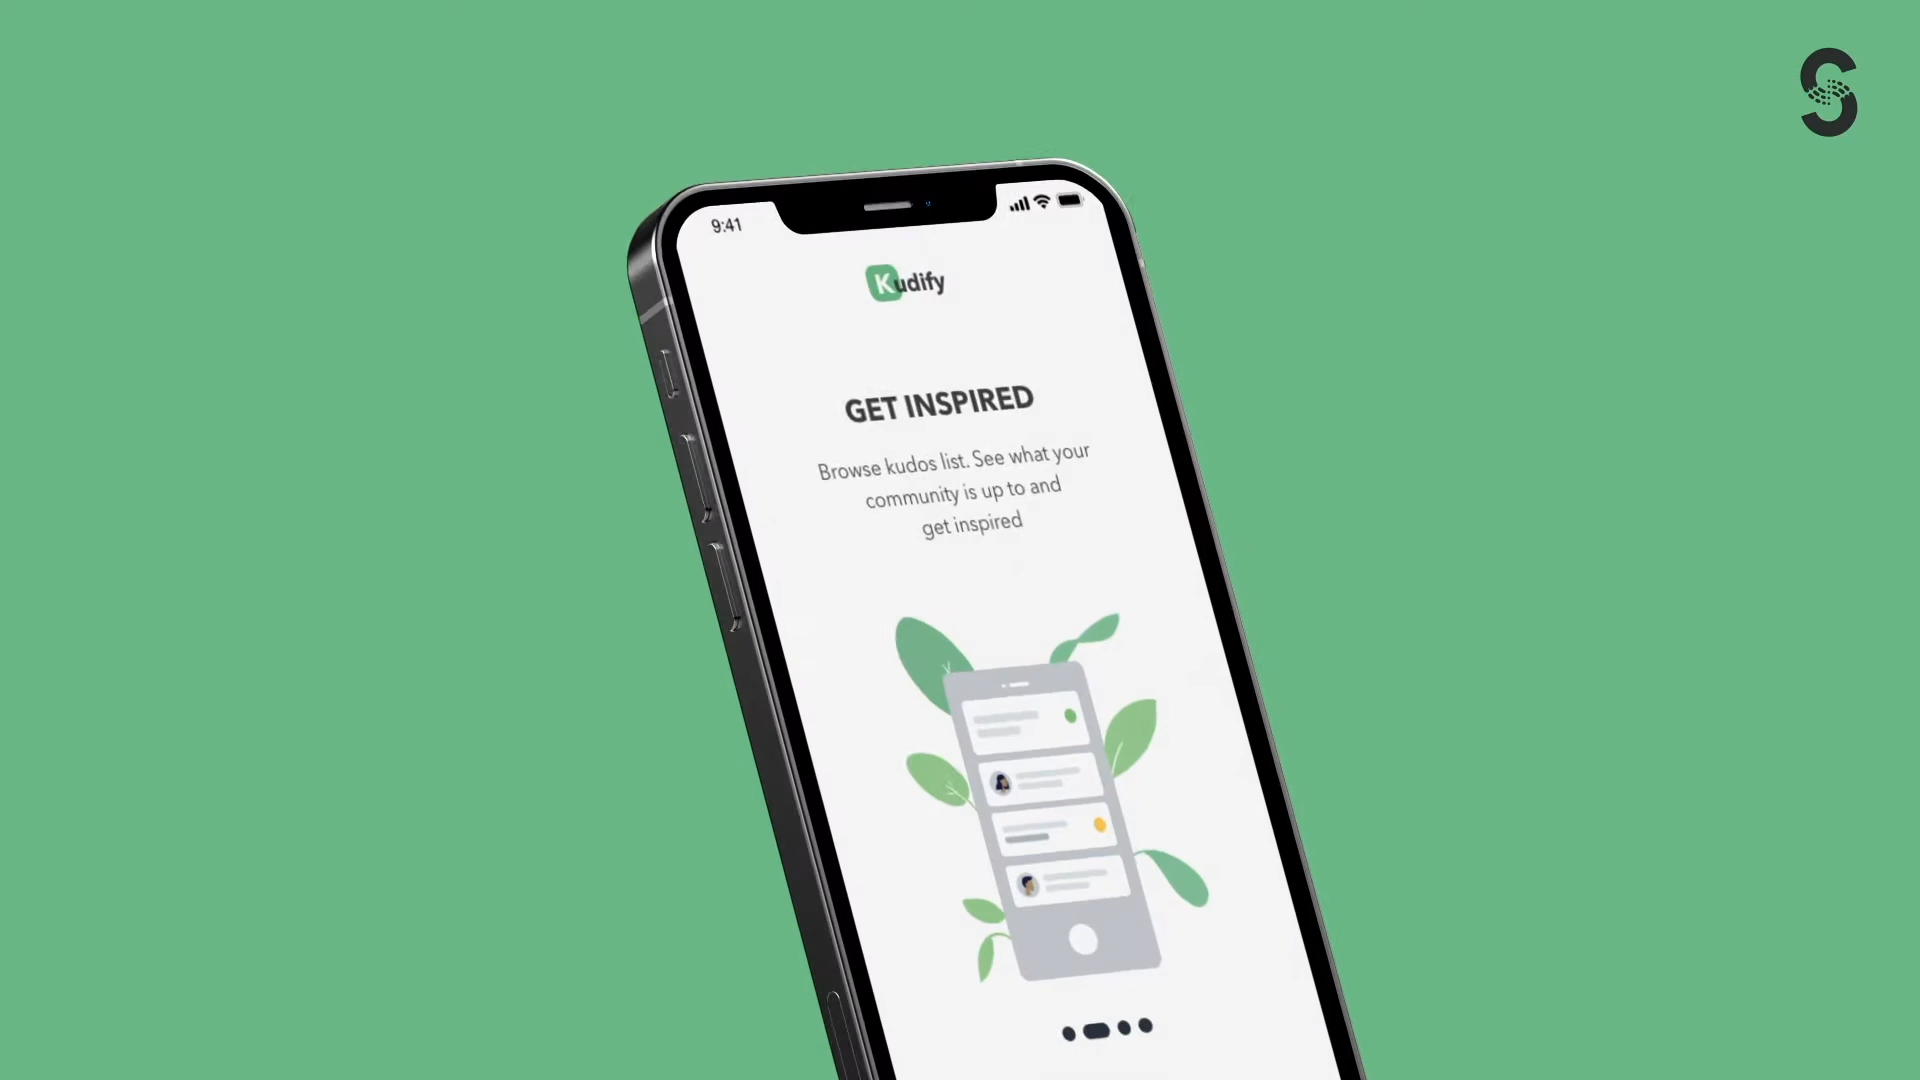 S
9:41
Kudify
GET INSPIRED
Browse kudos list. See what your
community is up to and
get inspired